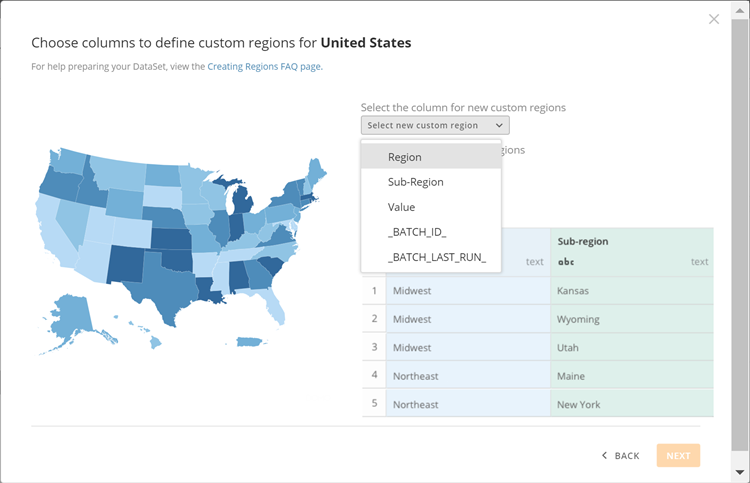 Choose columns to define custom regions for United States
For help preparing your DataSet, view the Creating Regions FAQ page.
Select the column for new custom regions
Select new custom region
Region
Sub-Region
Value
_BATCH_ID_
_BATCH_LAST_RUN_
Sub-region
text abc text
1 Midwest Kansas
2 Midwest Wyoming
3 Midwest Utah
4 Northeast Maine
5 Northeast New York
BACK NEXT